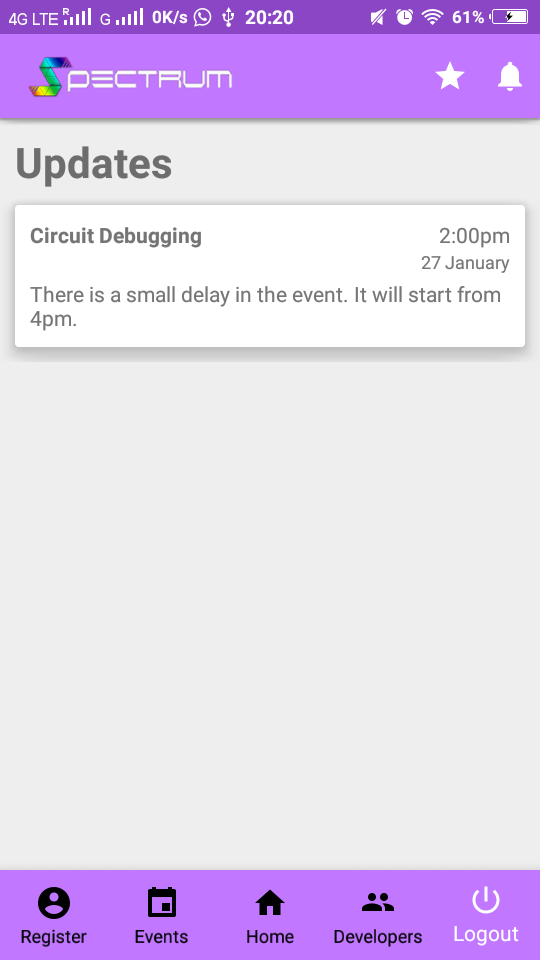 4G LTE R G 0K/s 20:20 61%
SPECTRUM
Updates
Circuit Debugging 2:00pm
27 January
There is a small delay in the event. It will start from
4pm.
Register Events Home Developers Logout